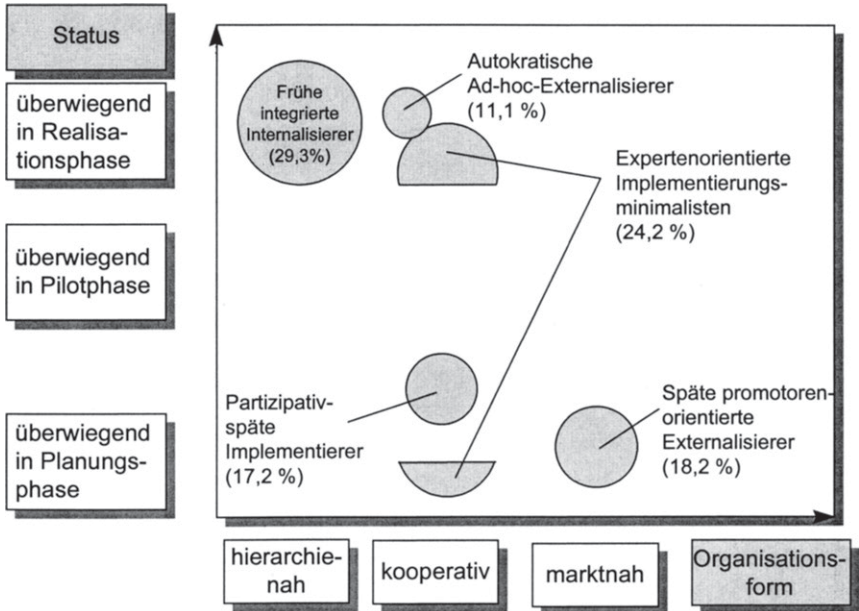 Status
überwiegend
in Realisa-
tionsphase
überwiegend
in Pilotphase
überwiegend
in Planungs-
phase
Frühe
integrierte
Internalisierer
(29,3%)
Autokratische
Ad-hoc-Externalisierer
(11,1 %)
Expertenorientierte
Implementierungs-
minimalisten
(24,2 %)
Partizipativ-
späte
Implementierer
(17,2 %)
Späte promotoren-
orientierte
Externalisierer
(18,2 %)
hierarchie-
nah
kooperativ
marktnah
Organisations-
form